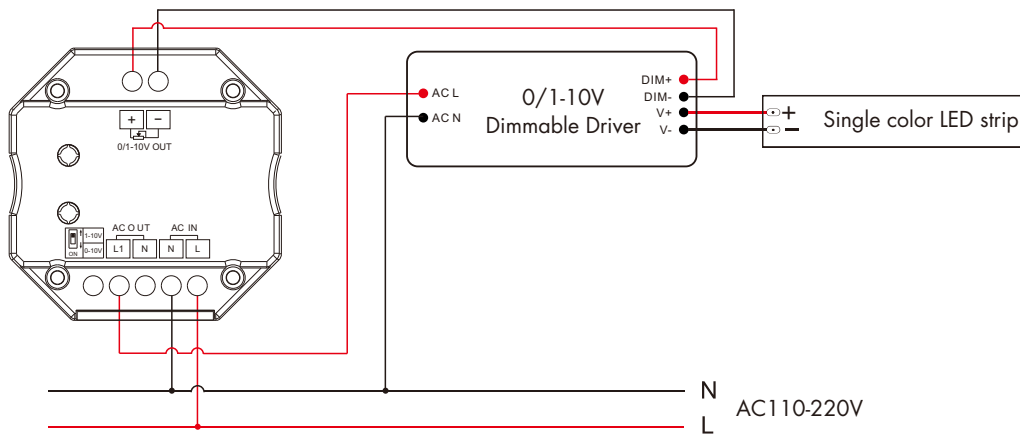 + −
0/1-10V OUT
1-10V
0-10V
ON
AC OUT AC IN
L1 N N L
AC L
AC N
0/1-10V
Dimmable Driver
DIM+
DIM-
V+
V-
+
−
Single color LED strip
N
L
AC110-220V